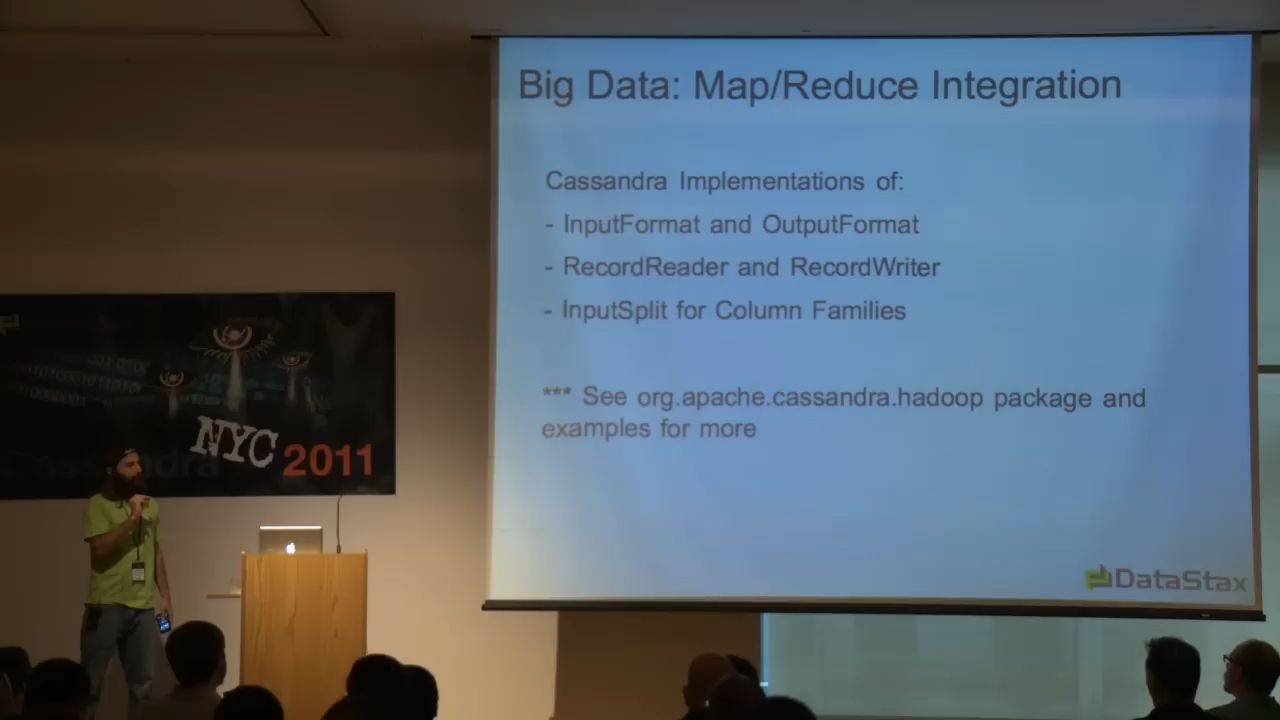 Big Data: Map/Reduce Integration
Cassandra Implementations of:
- InputFormat and OutputFormat
- RecordReader and RecordWriter
- InputSplit for Column Families
*** See org.apache.cassandra.hadoop package and
examples for more
DataStax
NYC 2011
Cassandra